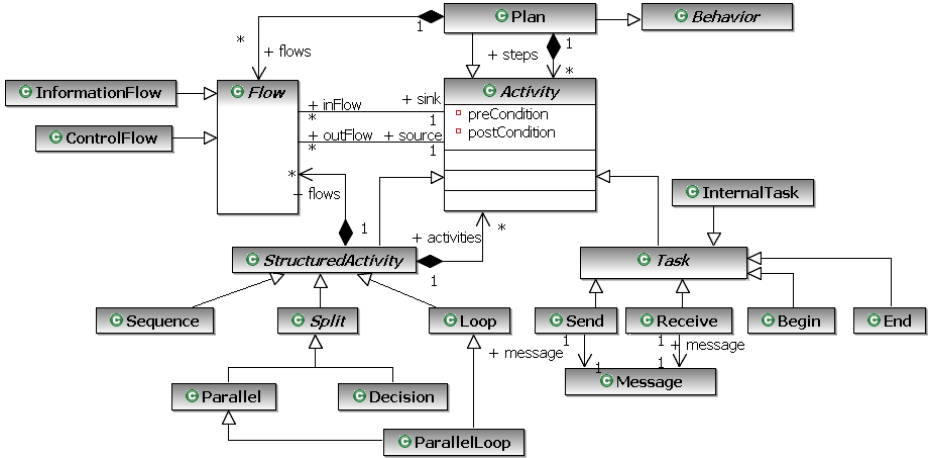 Plan
Behavior
1
1
*
+ flows
+ steps
*
InformationFlow
Flow
Activity
+ inFlow
+ sink
preCondition
*
1
ControlFlow
+ outFlow
+ source
postCondition
*
1
*
InternalTask
− flows
1
+ activities
*
StructuredActivity
1
Task
Sequence
Split
Loop
Send
Receive
Begin
End
+ message
1
1
+ message
1
1
Message
Parallel
Decision
ParallelLoop